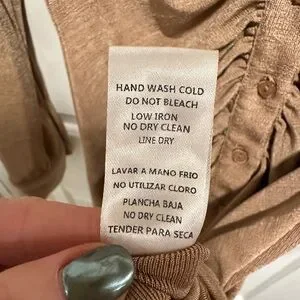 HAND WASH COLD
DO NOT BLEACH
LOW IRON
NO DRY CLEAN
LINE DRY
LAVAR A MANO FRIO
NO UTILIZAR CLORO
PLANCHA BAJA
NO DRY CLEAN
TENDER PARA SECA